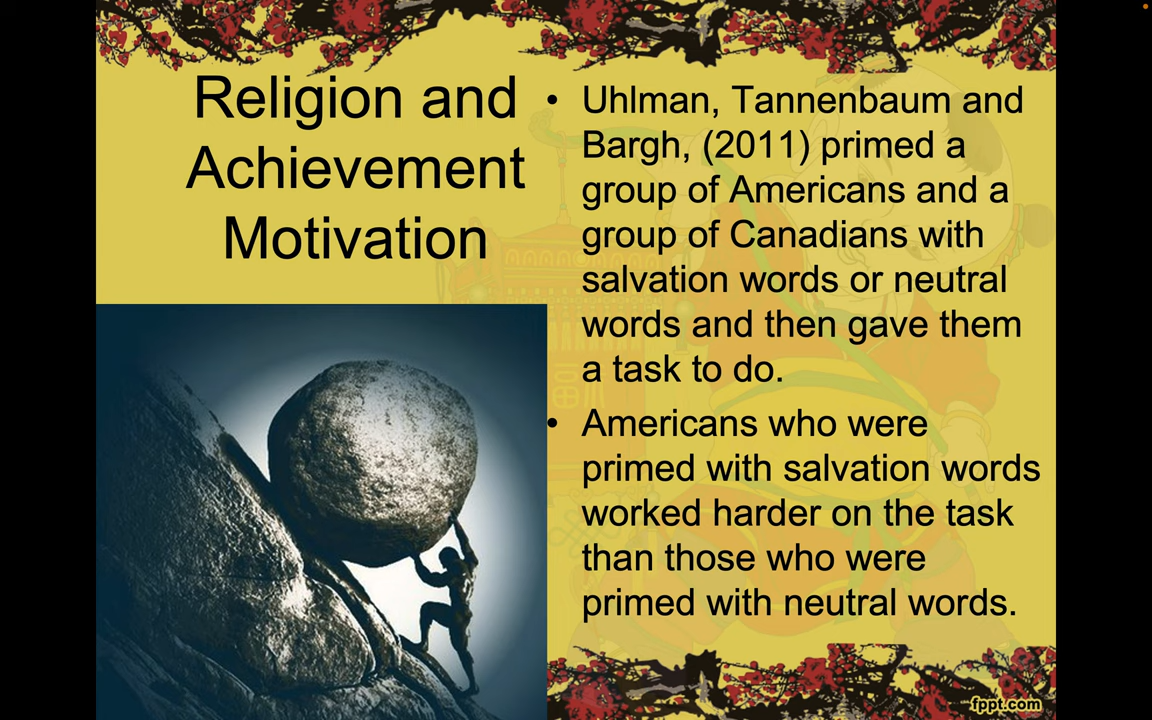 Religion and
Achievement
Motivation
• Uhlman, Tannenbaum and
Bargh, (2011) primed a
group of Americans and a
group of Canadians with
salvation words or neutral
words and then gave them
a task to do.
• Americans who were
primed with salvation words
worked harder on the task
than those who were
primed with neutral words.
fppt.com